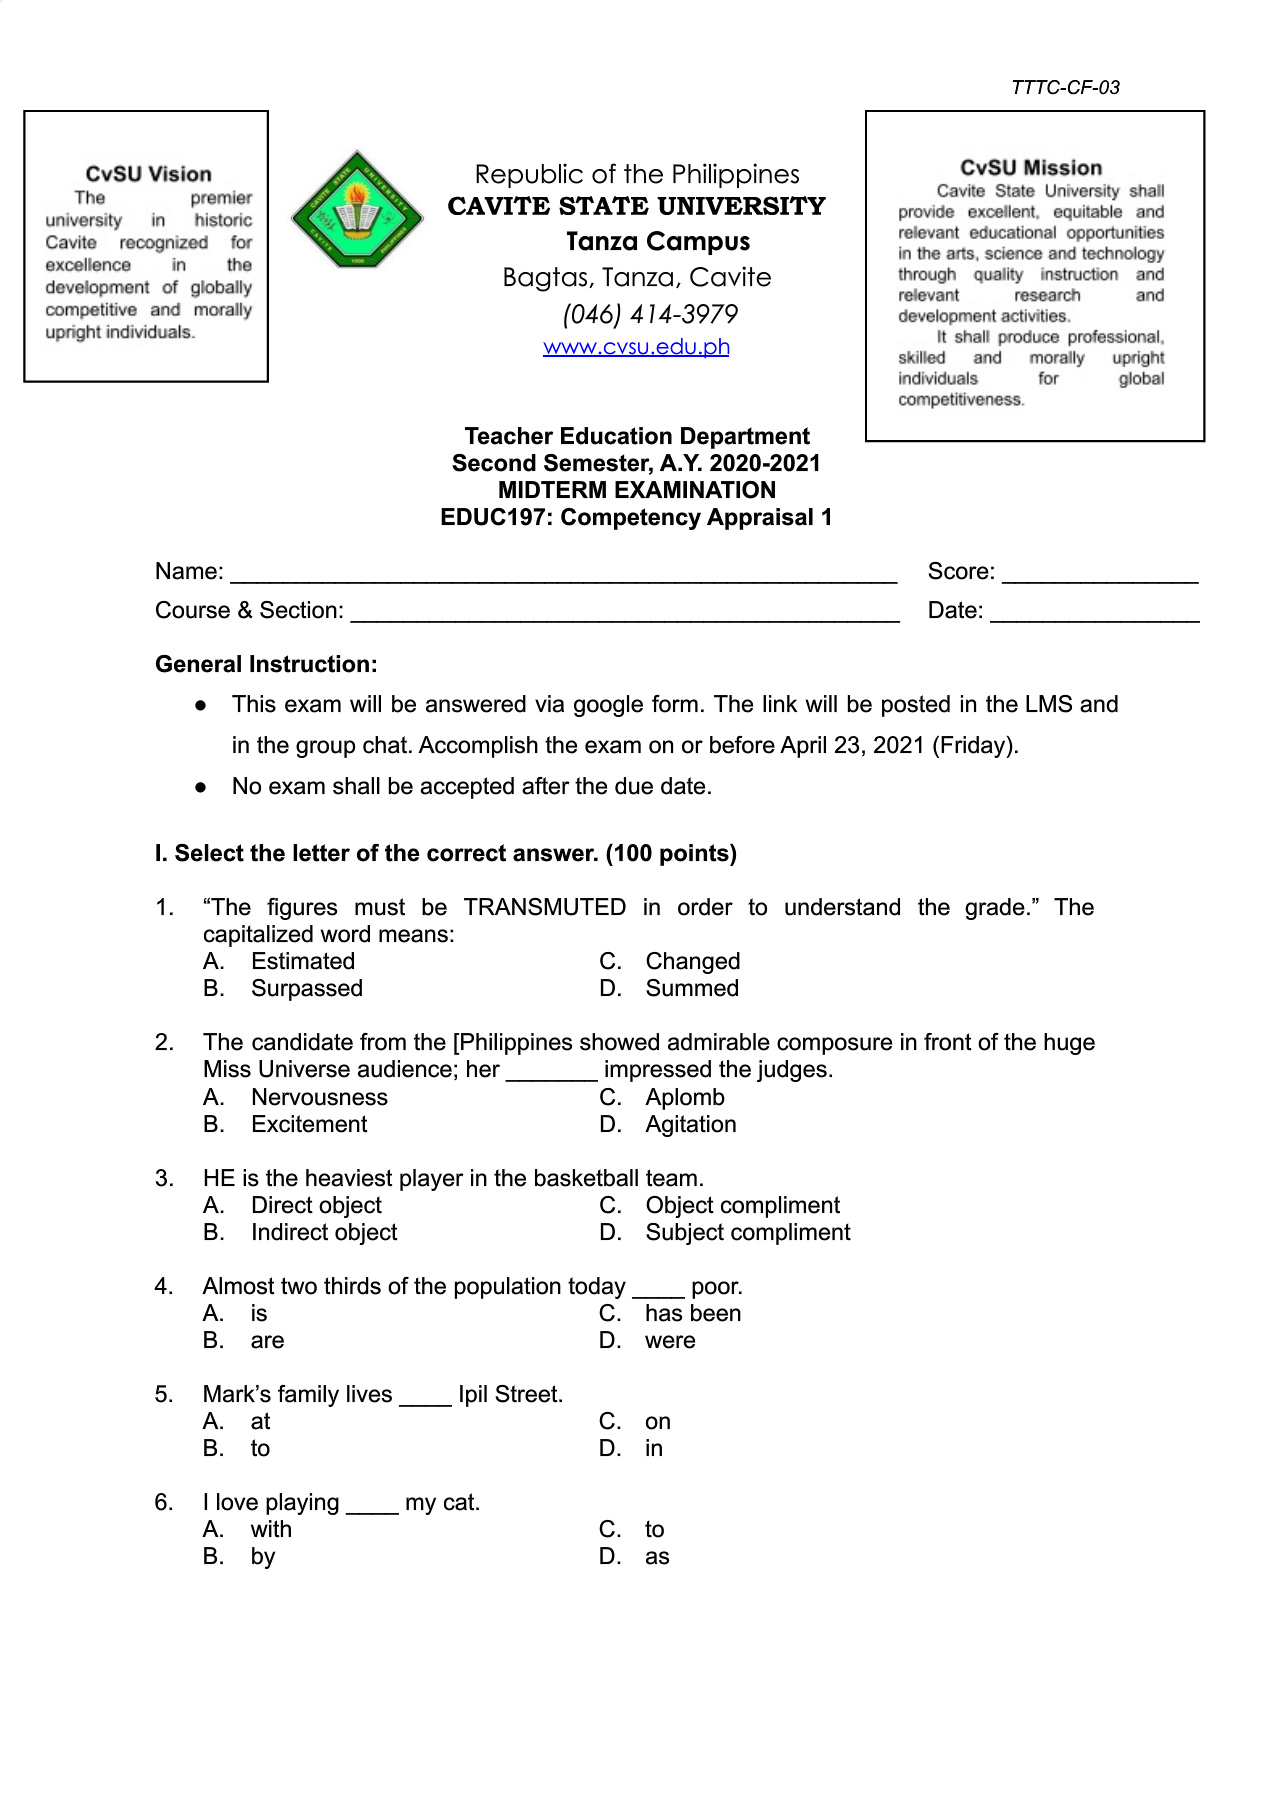 TTTC-CF-03
CvSU Vision
The premier
university in historic
Cavite recognized for
excellence in the
development of globally
competitive and morally
upright individuals.
CAVITE STATE UNIVERSITY
CAVITE PHILIPPINES
1906
Republic of the Philippines
CAVITE STATE UNIVERSITY
Tanza Campus
Bagtas, Tanza, Cavite
(046) 414-3979
www.cvsu.edu.ph
CvSU Mission
Cavite State University shall
provide excellent, equitable and
relevant educational opportunities
in the arts, science and technology
through quality instruction and
relevant research and
development activities.
It shall produce professional,
skilled and morally upright
individuals for global
competitiveness.
Teacher Education Department
Second Semester, A.Y. 2020-2021
MIDTERM EXAMINATION
EDUC197: Competency Appraisal 1
Name: ___________________________________________________ Score: _______________
Course & Section: __________________________________________ Date: ________________
General Instruction:
● This exam will be answered via google form. The link will be posted in the LMS and
in the group chat. Accomplish the exam on or before April 23, 2021 (Friday).
● No exam shall be accepted after the due date.
I. Select the letter of the correct answer. (100 points)
1. “The figures must be TRANSMUTED in order to understand the grade.” The
capitalized word means:
A. Estimated C. Changed
B. Surpassed D. Summed
2. The candidate from the [Philippines showed admirable composure in front of the huge
Miss Universe audience; her _______ impressed the judges.
A. Nervousness C. Aplomb
B. Excitement D. Agitation
3. HE is the heaviest player in the basketball team.
A. Direct object C. Object compliment
B. Indirect object D. Subject compliment
4. Almost two thirds of the population today ____ poor.
A. is C. has been
B. are D. were
5. Mark’s family lives ____ Ipil Street.
A. at C. on
B. to D. in
6. I love playing ____ my cat.
A. with C. to
B. by D. as